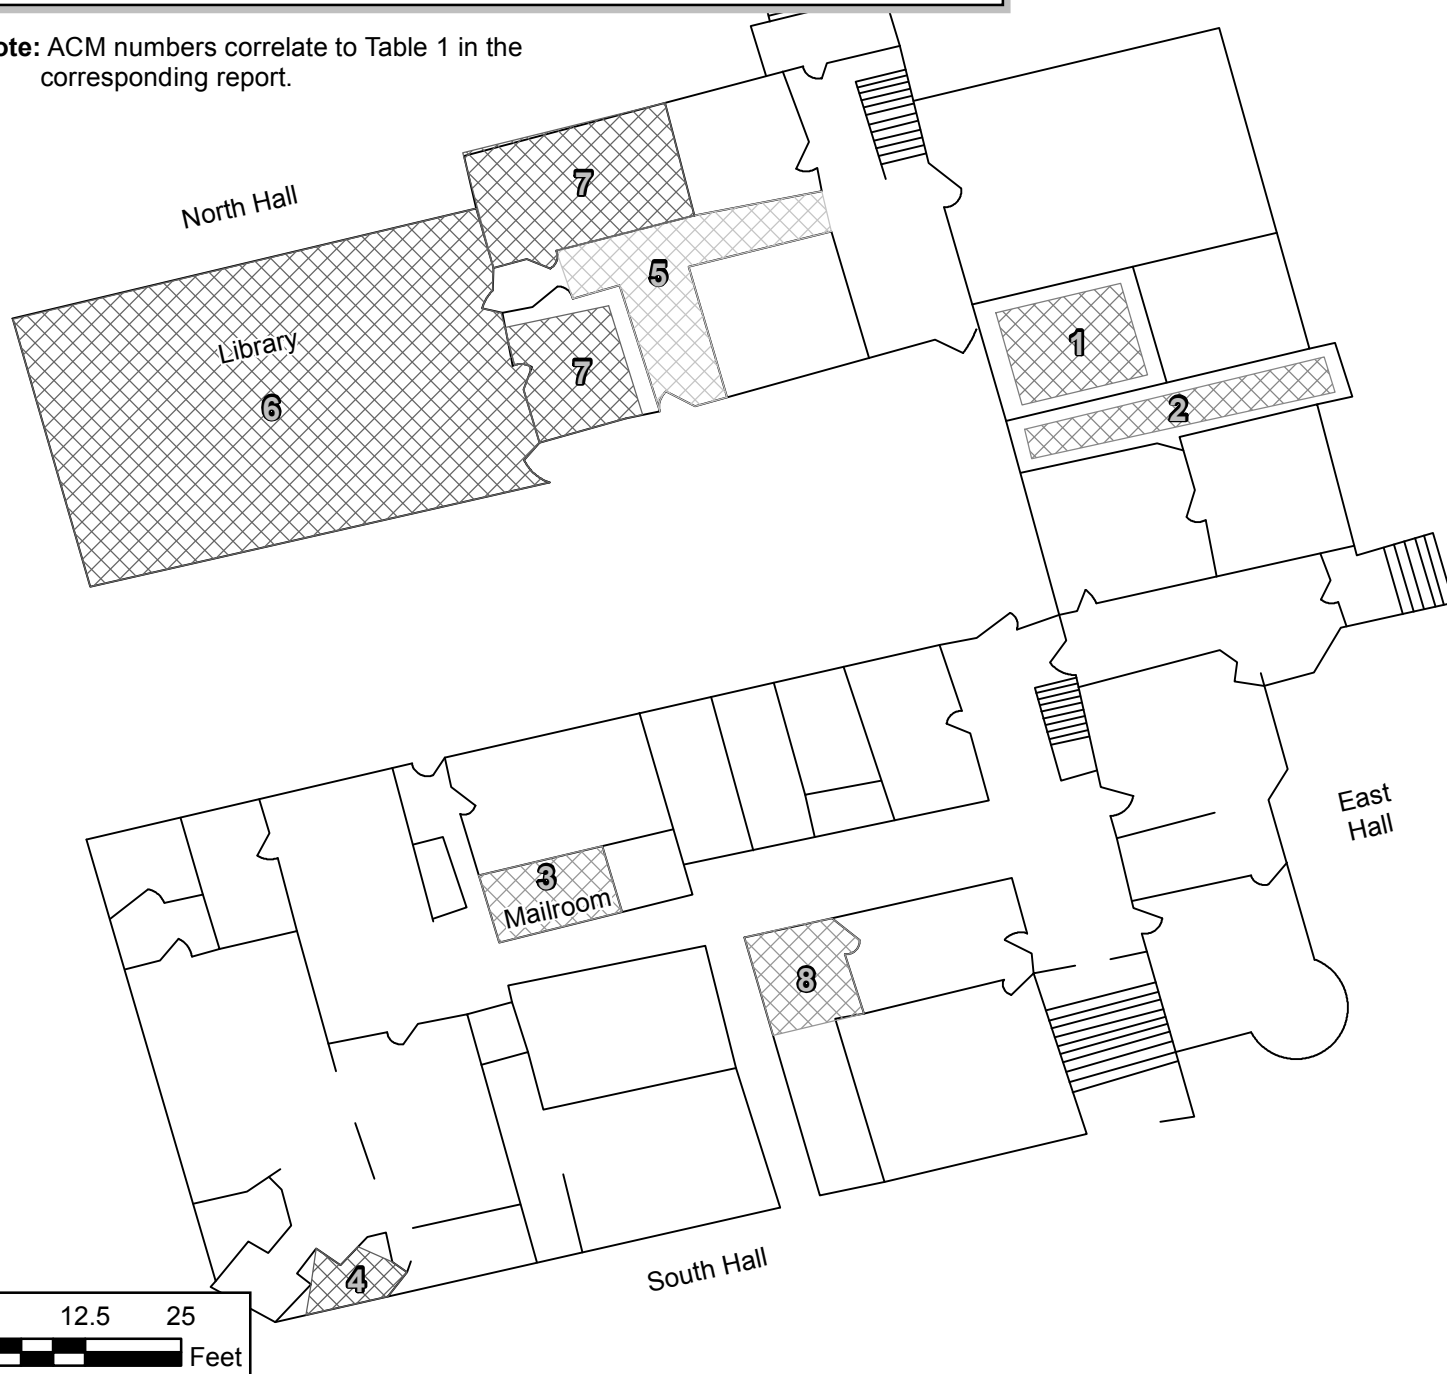 ote: ACM numbers correlate to Table 1 in the
corresponding report.
North Hall
7
5
Library
6
7
1
2
3
Mailroom
8
East
Hall
4
South Hall
12.5 25
Feet